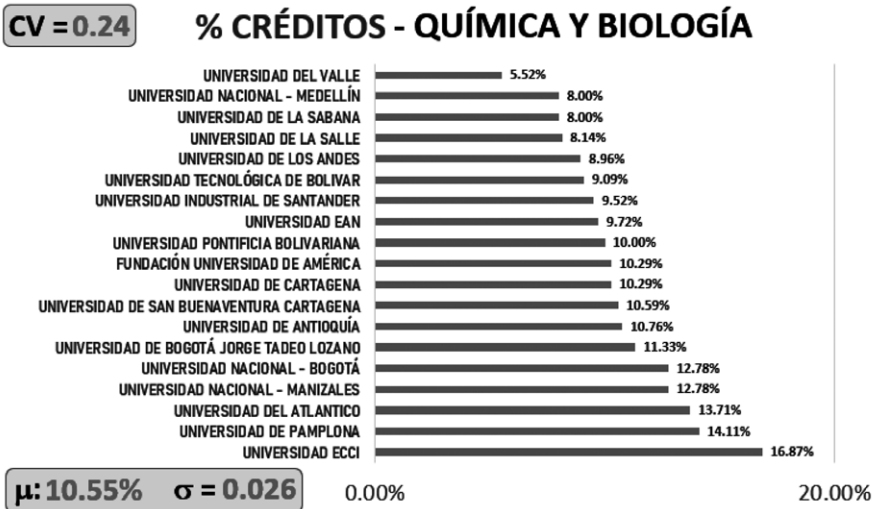 CV = 0.24
% CRÉDITOS - QUÍMICA Y BIOLOGÍA
UNIVERSIDAD DEL VALLE 5.52%
UNIVERSIDAD NACIONAL – MEDELLÍN 8.00%
UNIVERSIDAD DE LA SABANA 8.00%
UNIVERSIDAD DE LA SALLE 8.14%
UNIVERSIDAD DE LOS ANDES 8.96%
UNIVERSIDAD TECNOLÓGICA DE BOLIVAR 9.09%
UNIVERSIDAD INDUSTRIAL DE SANTANDER 9.52%
UNIVERSIDAD EAN 9.72%
UNIVERSIDAD PONTIFICIA BOLIVARIANA 10.00%
FUNDACIÓN UNIVERSIDAD DE AMÉRICA 10.29%
UNIVERSIDAD DE CARTAGENA 10.29%
UNIVERSIDAD DE SAN BUENAVENTURA CARTAGENA 10.59%
UNIVERSIDAD DE ANTIOQUÍA 10.76%
UNIVERSIDAD DE BOGOTÁ JORGE TADEO LOZANO 11.33%
UNIVERSIDAD NACIONAL – BOGOTÁ 12.78%
UNIVERSIDAD NACIONAL – MANIZALES 12.78%
UNIVERSIDAD DEL ATLANTICO 13.71%
UNIVERSIDAD DE PAMPLONA 14.11%
UNIVERSIDAD ECCI 16.87%
µ: 10.55% σ = 0.026
0.00% 20.00%